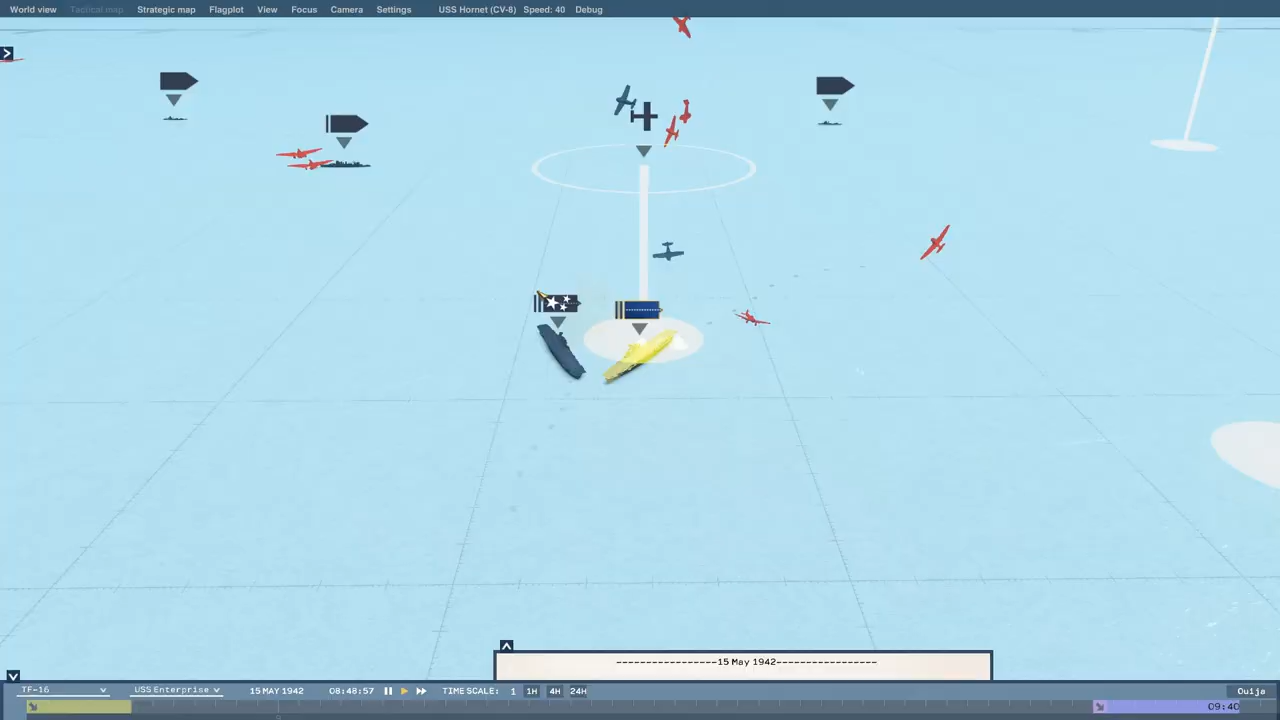 World view Tactical map Strategic map Flagplot View Focus Camera Settings USS Hornet (CV-8) Speed: 40 Debug
-----------------15 May 1942-----------------
TF-16 USS Enterprise 15 MAY 1942 08:48:57 TIME SCALE: 1 1H 4H 24H Ouija
09:40